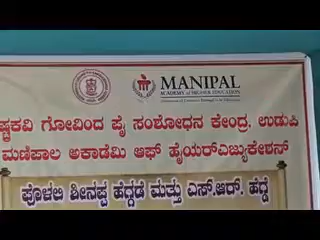 MANIPAL
ACADEMY of HIGHER EDUCATION
ಷ್ಟ್ರಕವಿ ಗೋವಿಂದ ಪೈ ಸಂಶೋಧನ ಕೇಂದ್ರ, ಉಡುಪಿ
ಮಣಿಪಾಲ ಅಕಾಡೆಮಿ ಆಫ್ ಹೈಯರ್ ಎಜ್ಯುಕೇಶನ್
ಪೊಳಲಿ ಶೀನಪ್ಪ ಹೆಗ್ಗಡೆ ಮತ್ತು ಎಸ್.ಆರ್. ಹೆಗ್ಡೆ